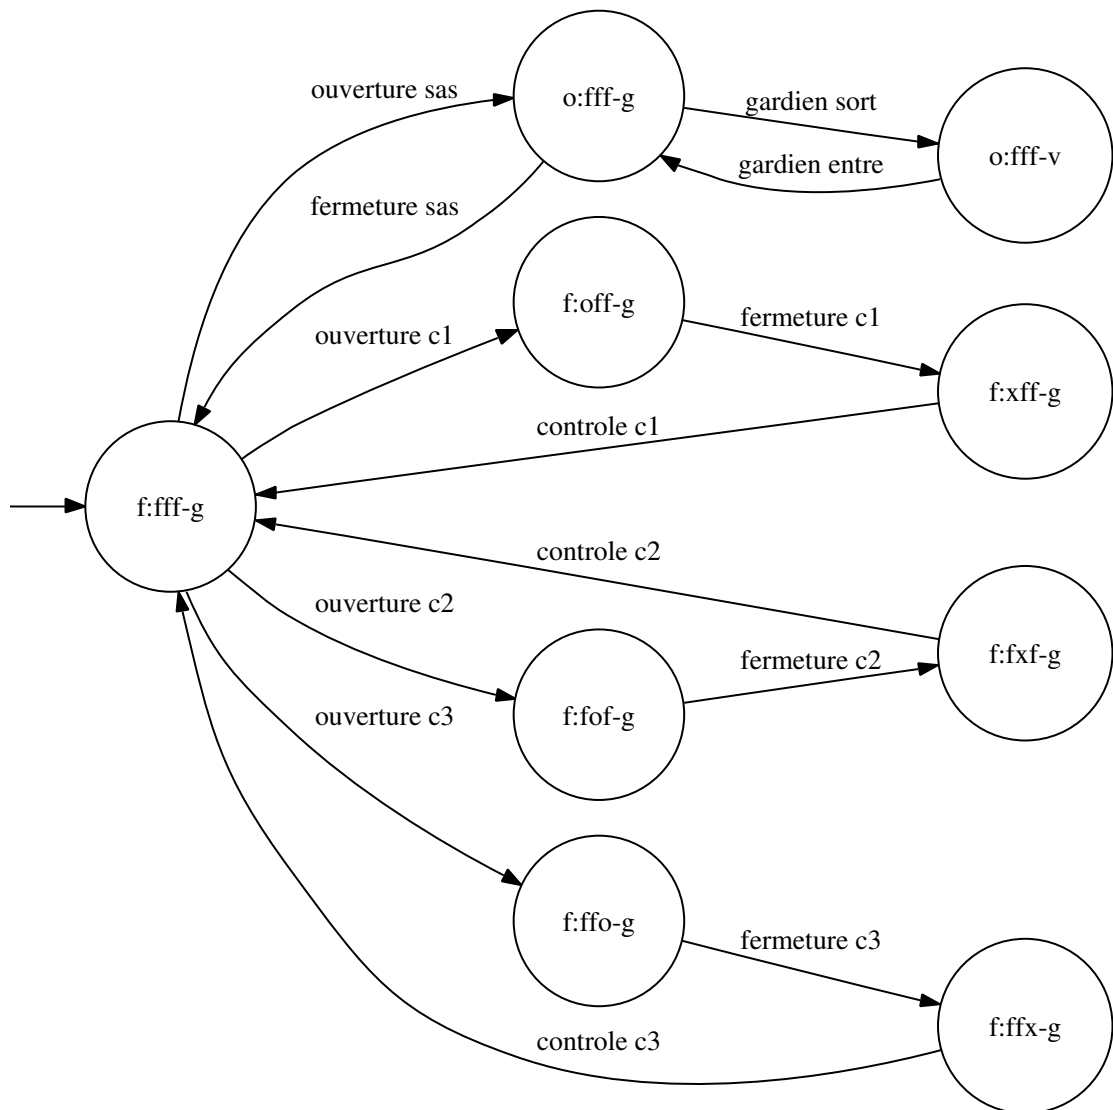 o:fff-g
ouverture sas
gardien sort
o:fff-v
gardien entre
fermeture sas
f:off-g
fermeture c1
ouverture c1
f:xff-g
controle c1
f:fff-g
controle c2
ouverture c2
f:fxf-g
fermeture c2
ouverture c3
f:fof-g
f:ffo-g
fermeture c3
f:ffx-g
controle c3